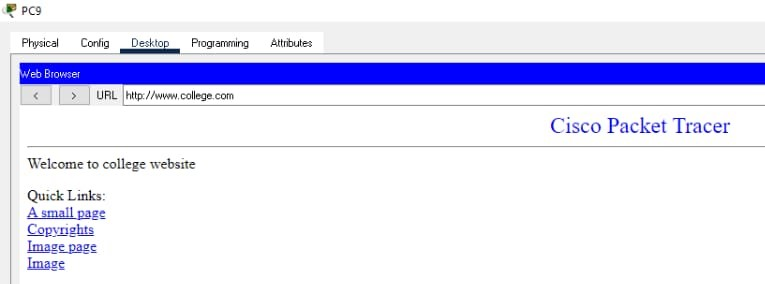 PC9
Physical Config Desktop Programming Attributes
Web Browser
< > URL http://www.college.com
Cisco Packet Tracer
Welcome to college website
Quick Links:
A small page
Copyrights
Image page
Image